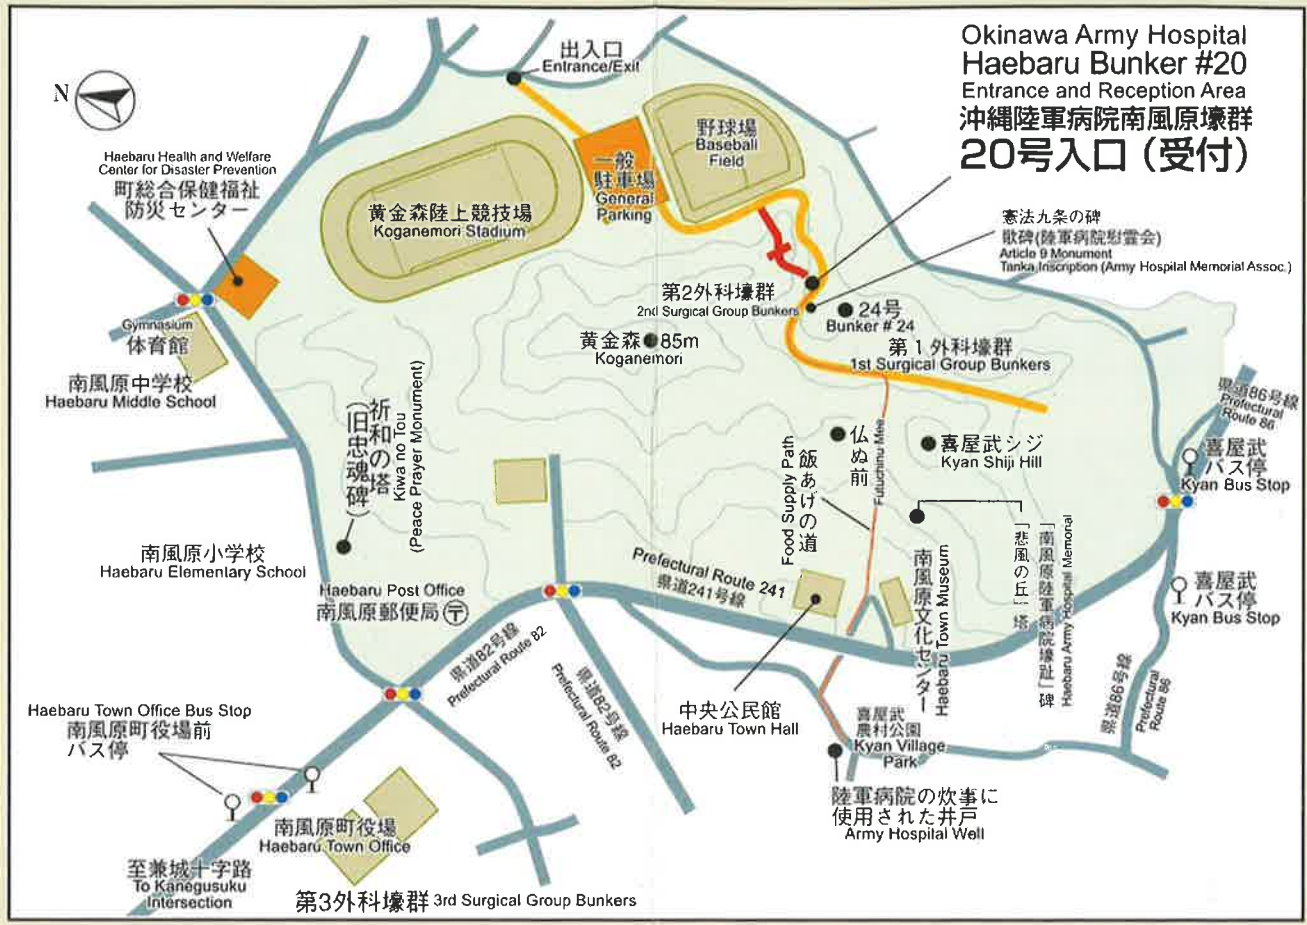 Okinawa Army Hospital
Haebaru Bunker #20
Entrance and Reception Area
沖縄陸軍病院南風原壕群
20号入口（受付）
出入口
Entrance/Exit
N
野球場
Baseball
Field
一般
駐車場
General
Parking
黄金森陸上競技場
Koganemori Stadium
Haebaru Health and Welfare
Center for Disaster Prevention
町総合保健福祉
防災センター
憲法九条の碑
歌碑(陸軍病院慰霊会)
Article 9 Monument
Tanka Inscription (Army Hospital Memorial Assoc.)
第2外科壕群
2nd Surgical Group Bunkers
24号
Bunker # 24
黄金森 85m
Koganemori
第1外科壕群
1st Surgical Group Bunkers
Gymnasium
体育館
南風原中学校
Haebaru Middle School
祈和の塔
（旧忠魂碑）
Kiwa no Tou
(Peace Prayer Monument)
県道86号線
Prefectural
Route 86
喜屋武
バス停
Kyan Bus Stop
仏ぬ前
Futuchinu Mee
喜屋武シジ
Kyan Shiji Hill
飯あげの道
Food Supply Path
南風原小学校
Haebaru Elementary School
Haebaru Post Office
南風原郵便局〒
Prefectural Route 241
県道241号線
南風原文化センター
Haebaru Town Museum
「悲風の丘」塔
「南風原陸軍病院壕趾」碑
Haebaru Army Hospital Memorial
喜屋武
バス停
Kyan Bus Stop
県道82号線
Prefectural Route 82
県道82号線
Prefectural Route 82
県道86号線
Prefectural
Route 86
Haebaru Town Office Bus Stop
南風原町役場前
バス停
中央公民館
Haebaru Town Hall
喜屋武
農村公園
Kyan Village
Park
陸軍病院の炊事に
使用された井戸
Army Hospital Well
南風原町役場
Haebaru Town Office
至兼城十字路
To Kanegusuku
Intersection
第3外科壕群 3rd Surgical Group Bunkers